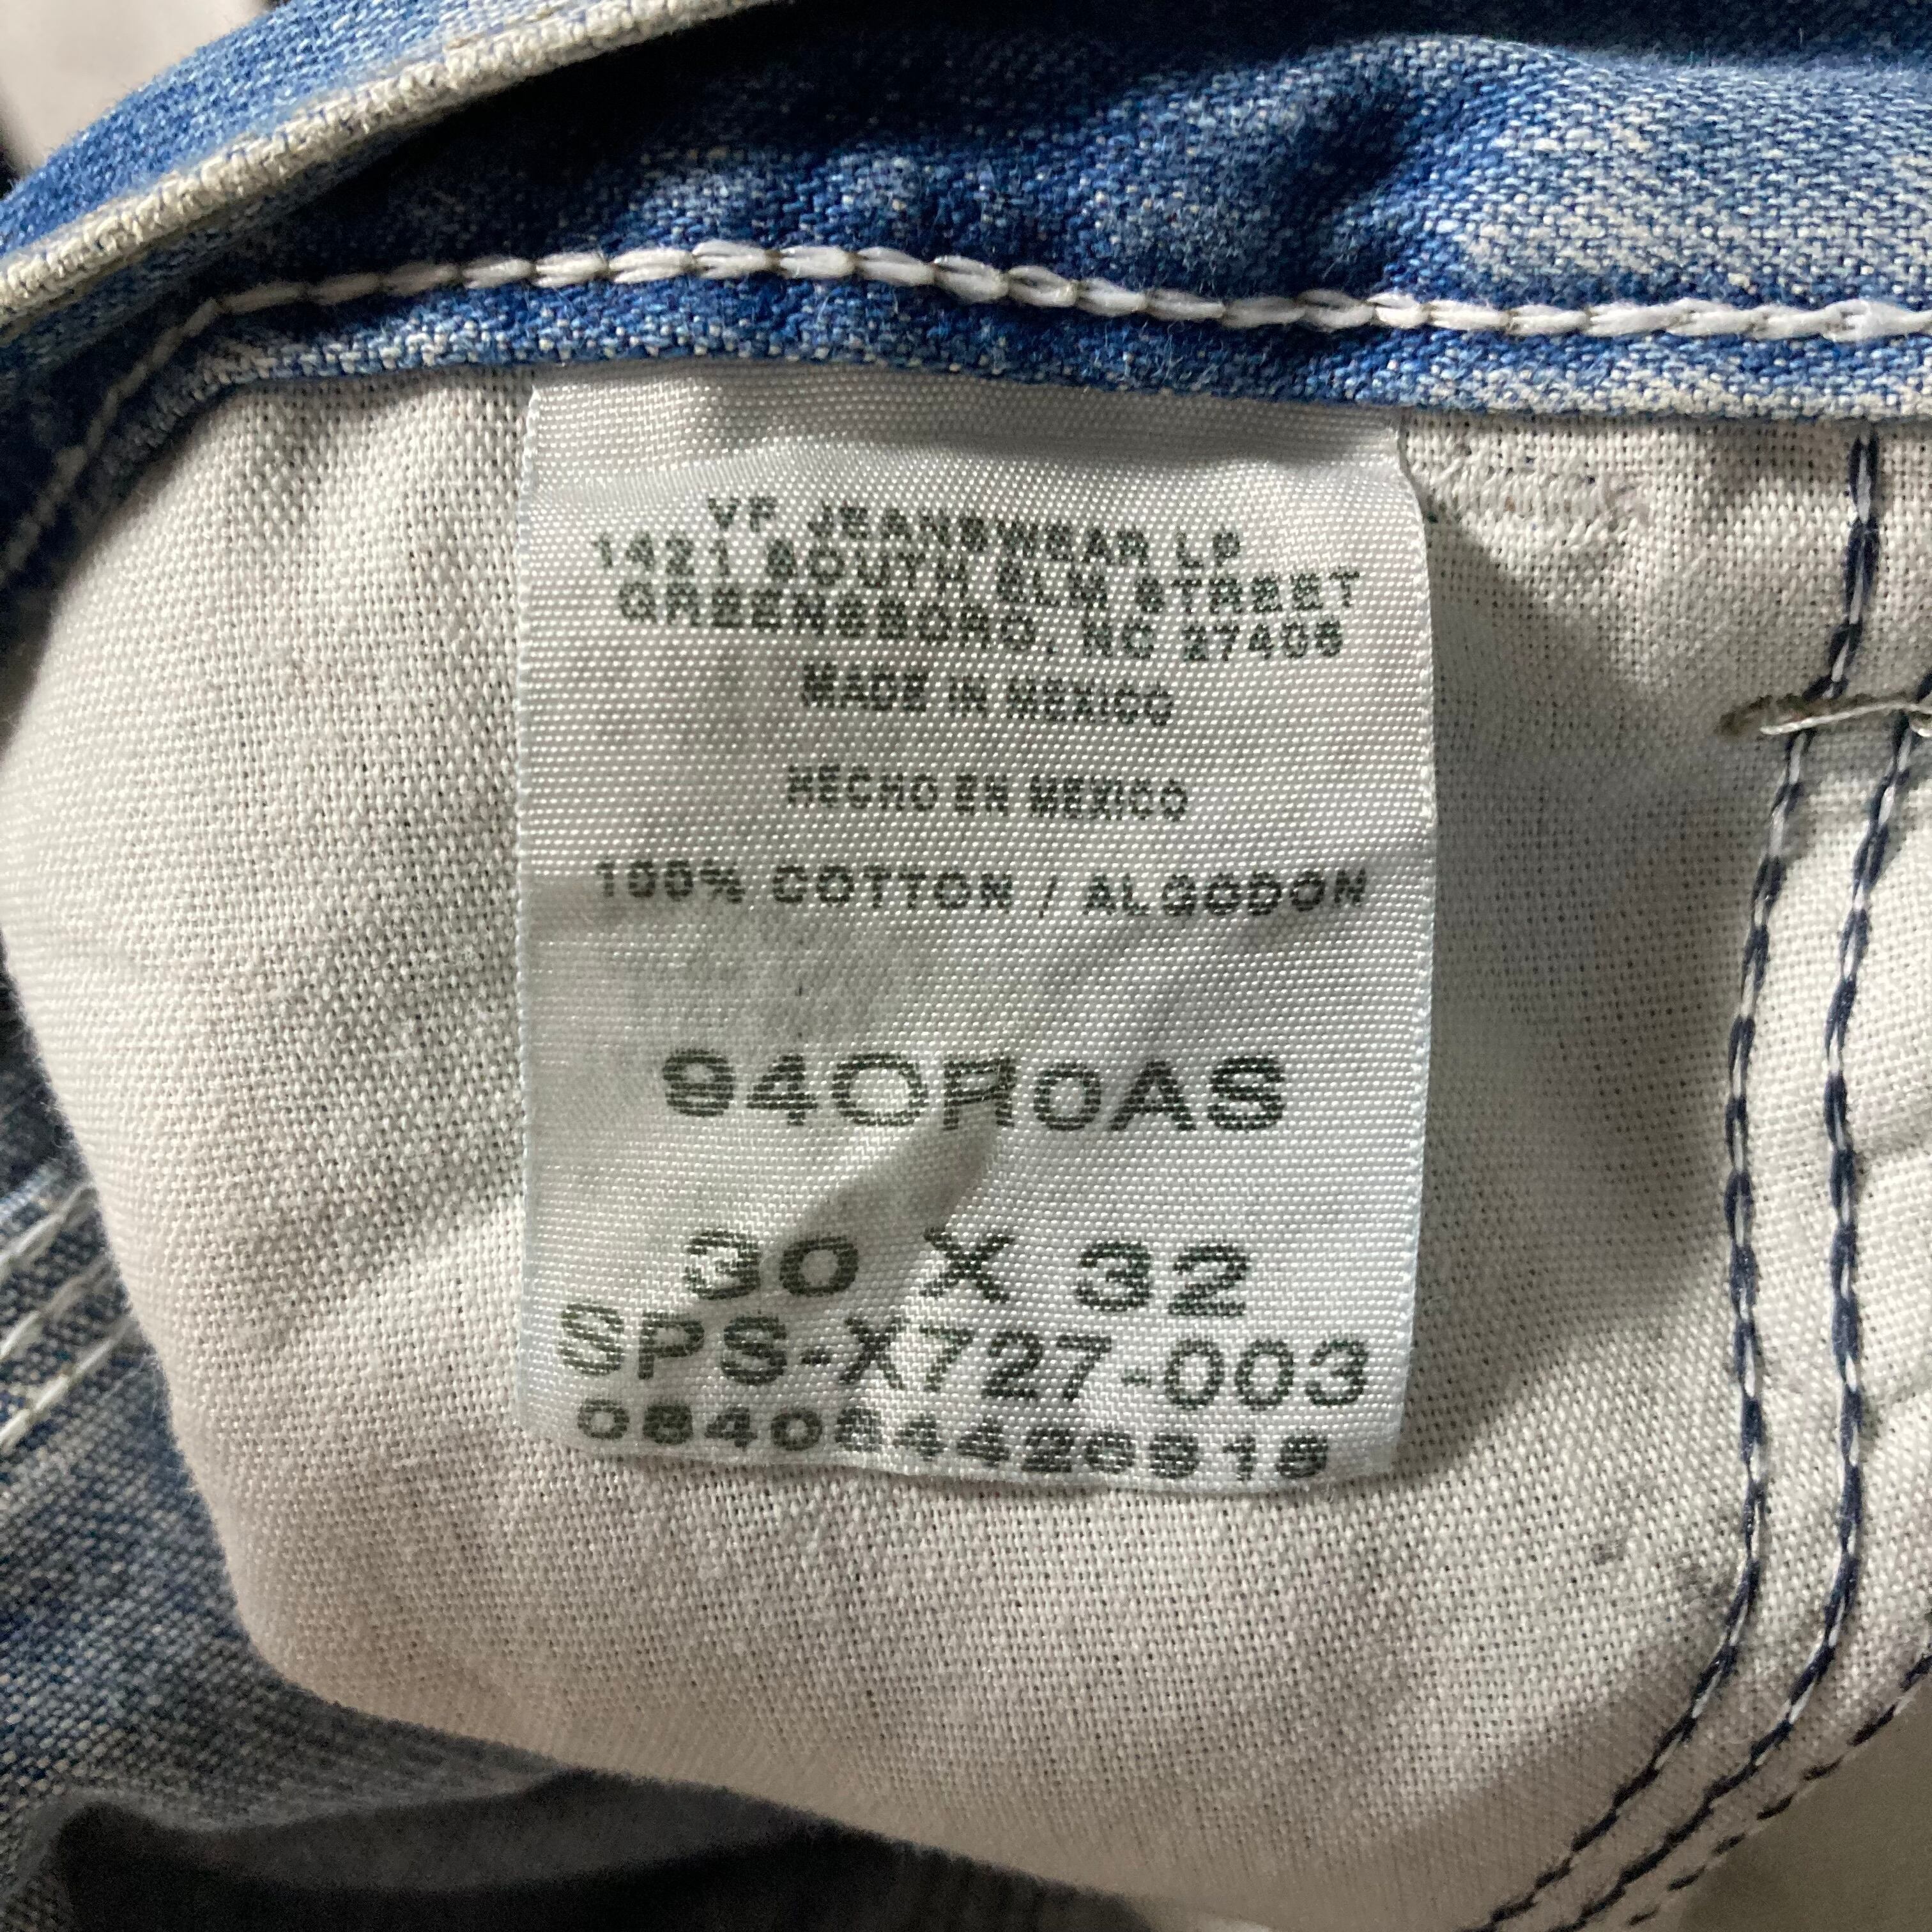 VF JEANSWEAR LP
1421 SOUTH ELM STREET
GREENSBORO, NC 27406
MADE IN MEXICO
HECHO EN MEXICO
100% COTTON / ALGODON
94OR0AS
30 X 32
SPS-X727-003